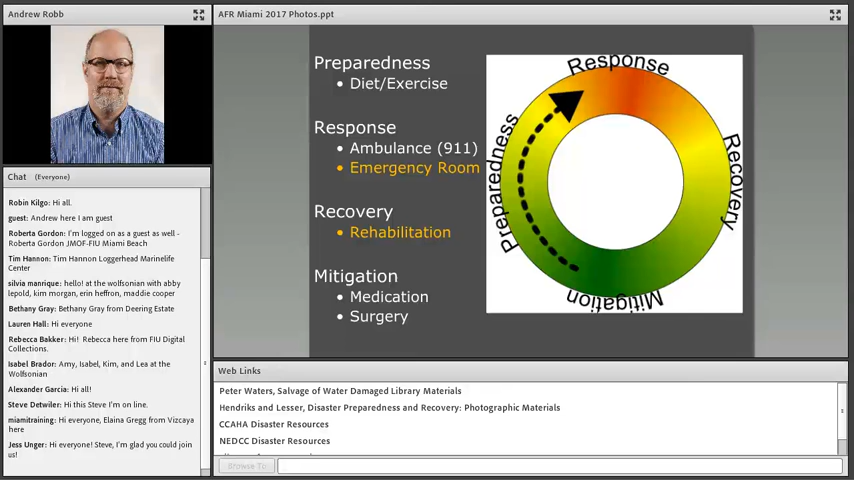 Andrew Robb
AFR Miami 2017 Photos.ppt
Preparedness
• Diet/Exercise
Response
• Ambulance (911)
• Emergency Room
Recovery
• Rehabilitation
Mitigation
• Medication
• Surgery
Response
Recovery
Mitigation
Preparedness
Chat (Everyone)
Robin Kilgo: Hi all.
guest: Andrew here I am guest
Roberta Gordon: I'm logged on as a guest as well -
Roberta Gordon JMOF-FIU Miami Beach
Tim Hannon: Tim Hannon Loggerhead Marinelife
Center
silvia manrique: hello! at the wolfsonian with abby
lepold, kim morgan, erin heffron, maddie cooper
Bethany Gray: Bethany Gray from Deering Estate
Lauren Hall: Hi everyone
Rebecca Bakker: Hi! Rebecca here from FIU Digital
Collections.
Isabel Brador: Amy, Isabel, Kim, and Lea at the
Wolfsonian
Alexander Garcia: Hi all!
Steve Detwiler: Hi this Steve I'm on line.
miamitraining: Hi everyone, Elaina Gregg from Vizcaya
here
Jess Unger: Hi everyone! Steve, I'm glad you could join
us!
Web Links
Peter Waters, Salvage of Water Damaged Library Materials
Hendriks and Lesser, Disaster Preparedness and Recovery: Photographic Materials
CCAHA Disaster Resources
NEDCC Disaster Resources
Browse To